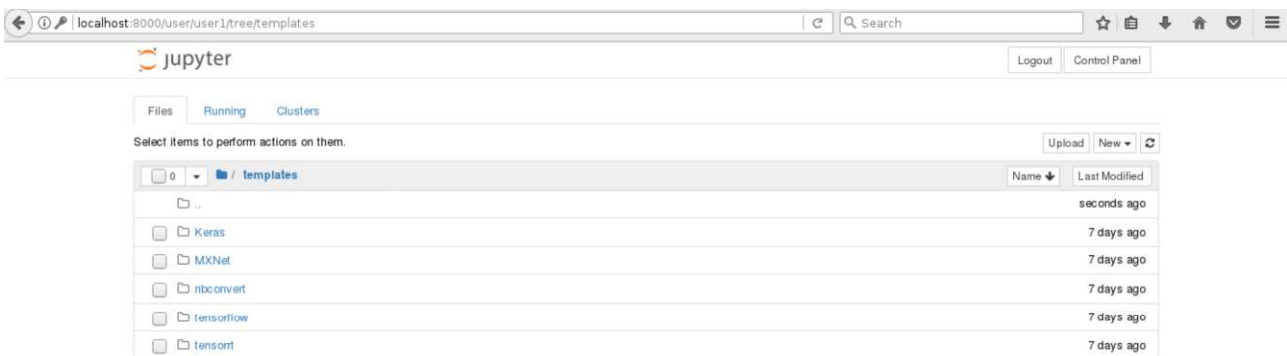 localhost:8000/user/user1/tree/templates Search
jupyter Logout Control Panel
Files Running Clusters
Select items to perform actions on them. Upload New
0 / templates Name Last Modified
.. seconds ago
Keras 7 days ago
MXNet 7 days ago
nbconvert 7 days ago
tensorflow 7 days ago
tensorrt 7 days ago